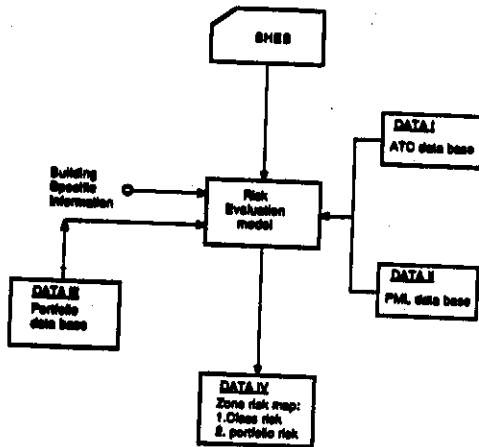 SHES
DATA I
ATC data base
Building
Specific
Information
Risk
Evaluation
model
DATA III
Portfolio
data base
DATA II
PML data base
DATA IV
Zone risk map:
1.Class risk
2. portfolio risk